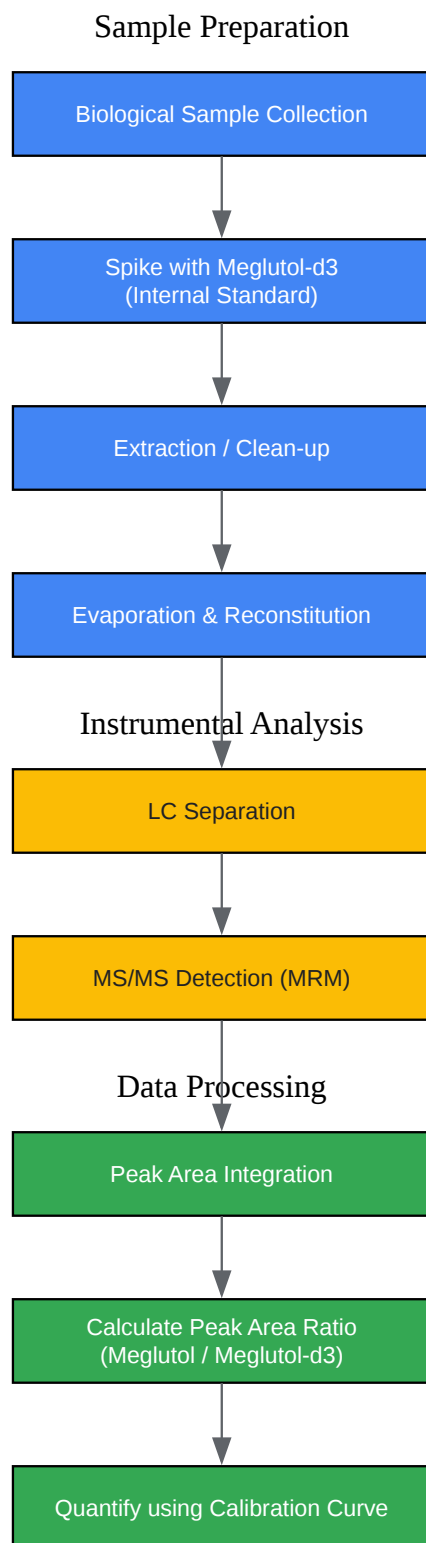 Sample Preparation
Biological Sample Collection
Spike with Meglutol-d3
(Internal Standard)
Extraction / Clean-up
Evaporation & Reconstitution
Instrumental Analysis
LC Separation
MS/MS Detection (MRM)
Data Processing
Peak Area Integration
Calculate Peak Area Ratio
(Meglutol / Meglutol-d3)
Quantify using Calibration Curve